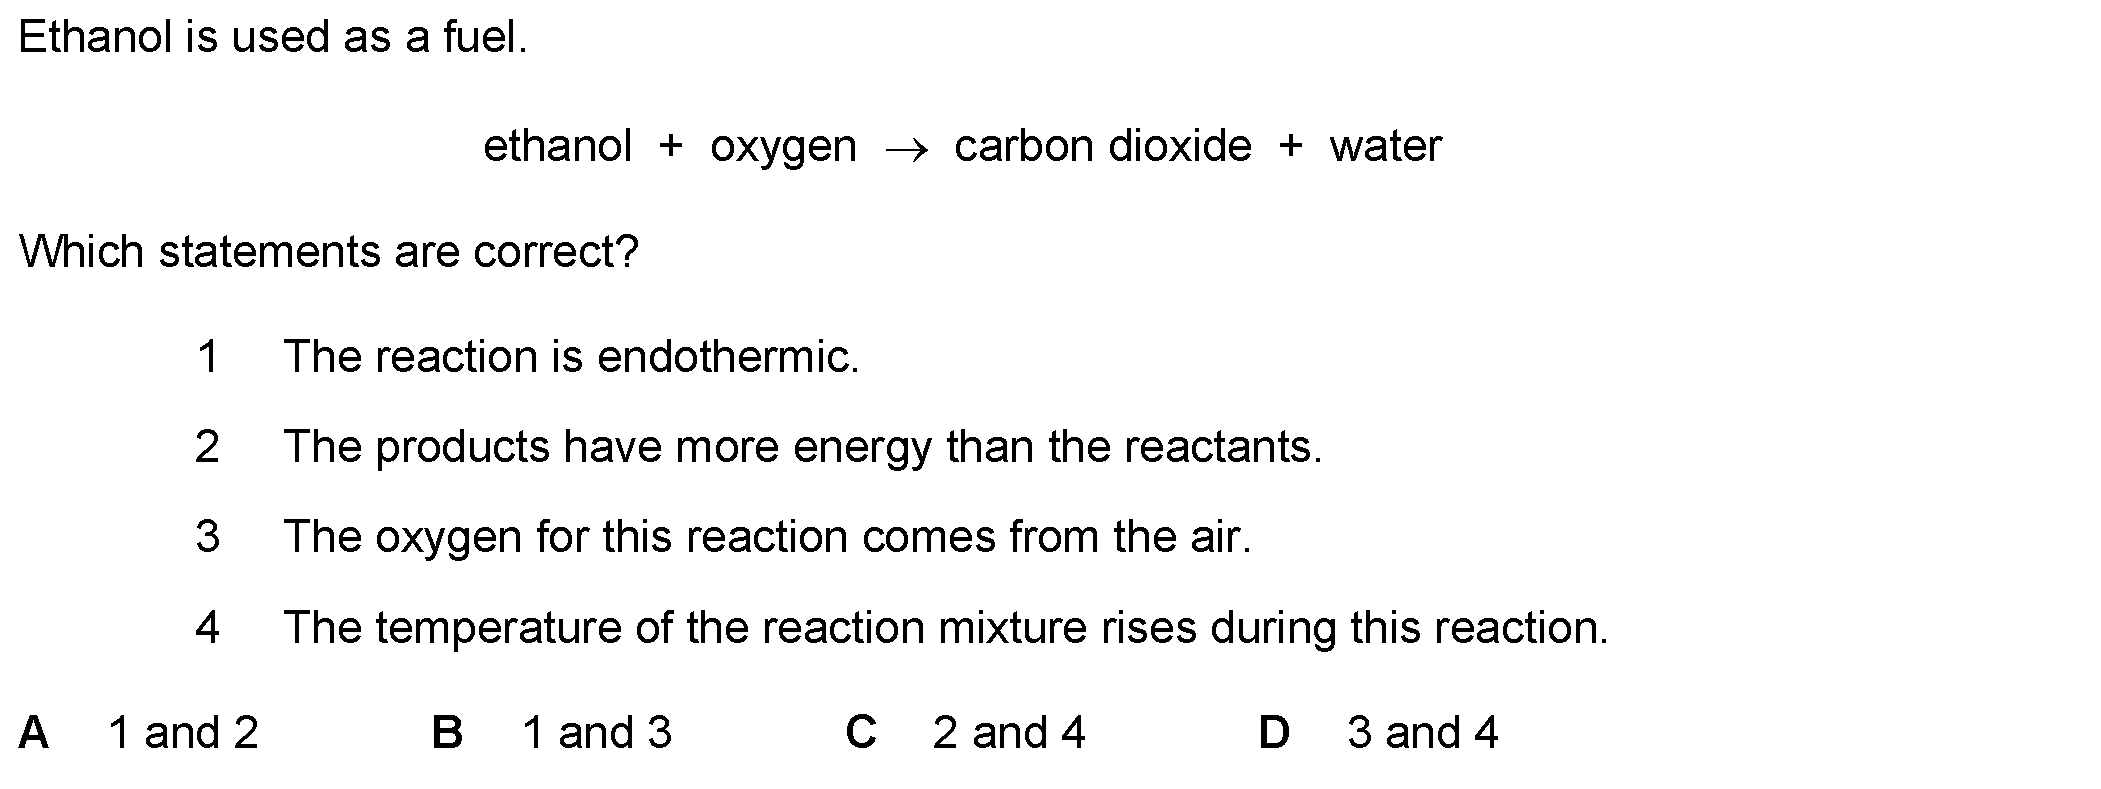 Ethanol is used as a fuel.
ethanol + oxygen → carbon dioxide + water
Which statements are correct?
1 The reaction is endothermic.
2 The products have more energy than the reactants.
3 The oxygen for this reaction comes from the air.
4 The temperature of the reaction mixture rises during this reaction.
A 1 and 2 B 1 and 3 C 2 and 4 D 3 and 4